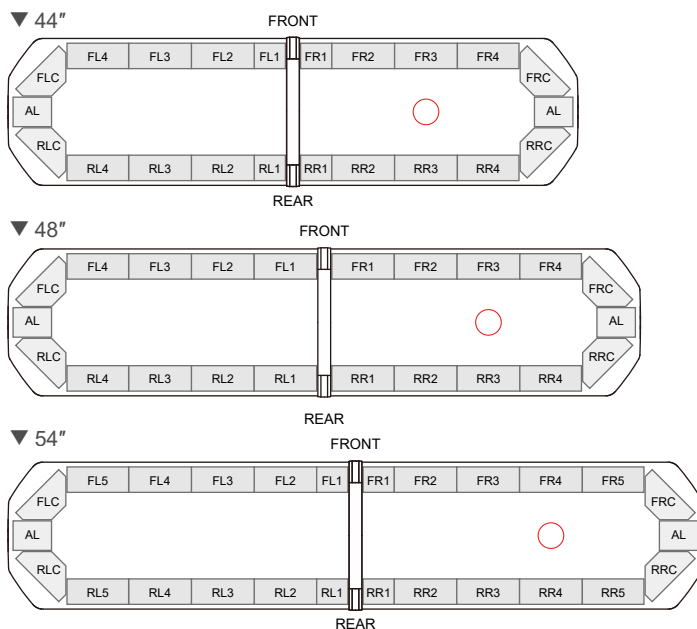 ▼ 44″
FRONT
FL4 FL3 FL2 FL1 FR1 FR2 FR3 FR4
FLC FRC
AL AL
RLC RRC
RL4 RL3 RL2 RL1 RR1 RR2 RR3 RR4
REAR
▼ 48″
FRONT
FL4 FL3 FL2 FL1 FR1 FR2 FR3 FR4
FLC FRC
AL AL
RLC RRC
RL4 RL3 RL2 RL1 RR1 RR2 RR3 RR4
REAR
▼ 54″
FRONT
FL5 FL4 FL3 FL2 FL1 FR1 FR2 FR3 FR4 FR5
FLC FRC
AL AL
RLC RRC
RL5 RL4 RL3 RL2 RL1 RR1 RR2 RR3 RR4 RR5
REAR